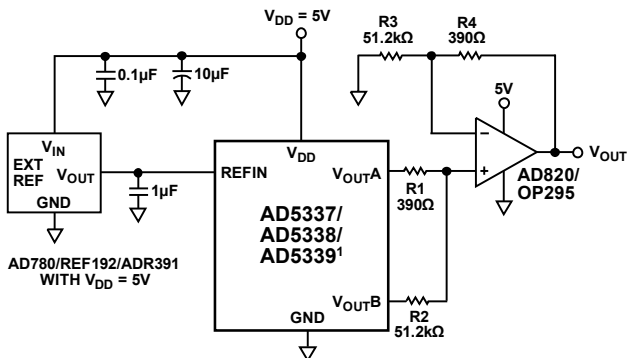 VDD = 5V
R3
51.2kΩ
R4
390Ω
0.1µF
10µF
5V
VIN
EXT
REF
VOUT
GND
1µF
REFIN
VDD
VOUTA
R1
390Ω
AD5337/
AD5338/
AD5339¹
VOUTB
R2
51.2kΩ
GND
−
+
VOUT
AD820/
OP295
AD780/REF192/ADR391
WITH VDD = 5V